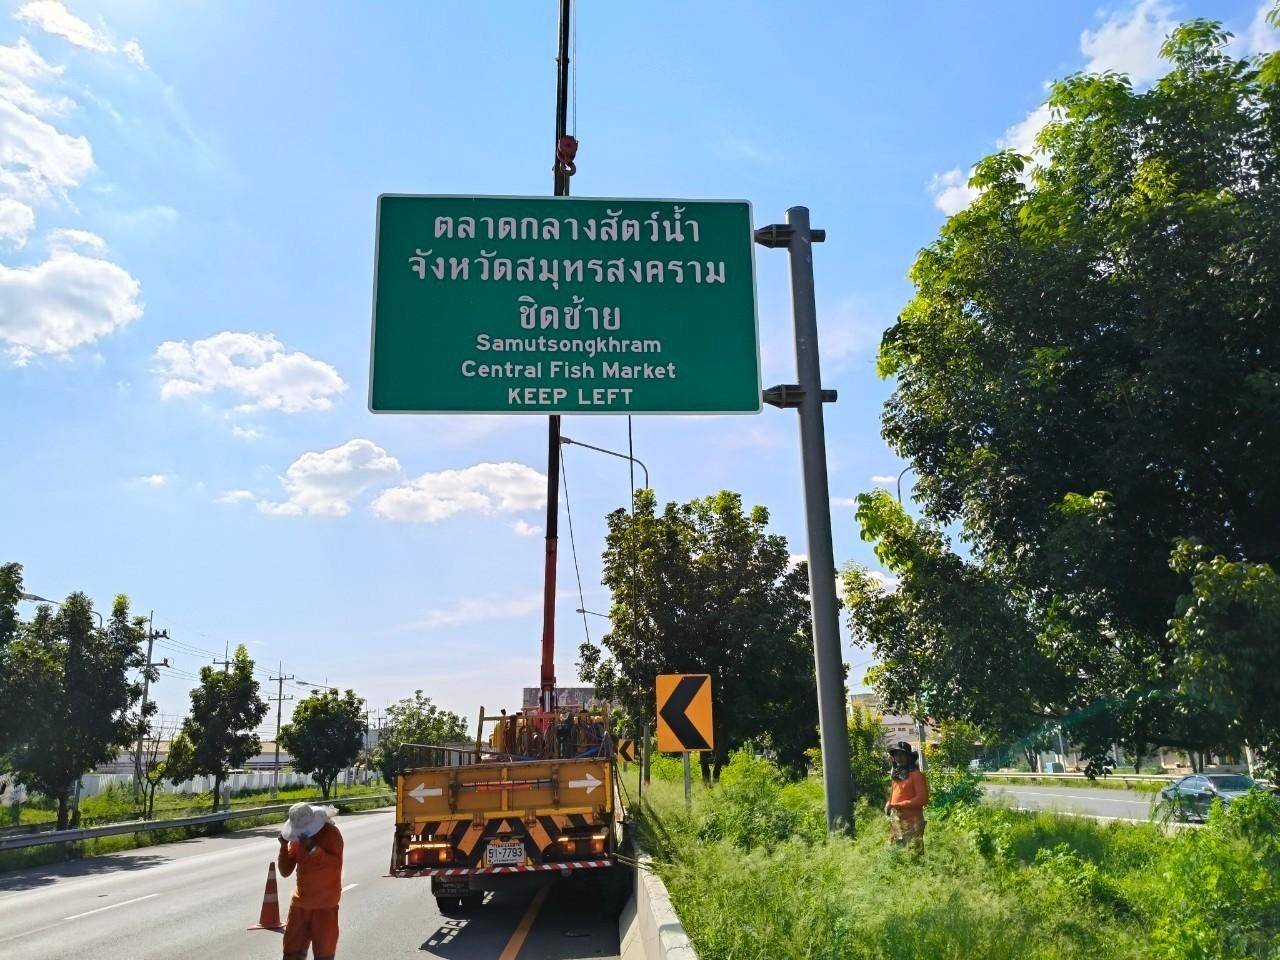 ตลาดกลางสัตว์น้ำ
จังหวัดสมุทรสงคราม
ชิดซ้าย
Samutsongkhram
Central Fish Market
KEEP LEFT
51-7793